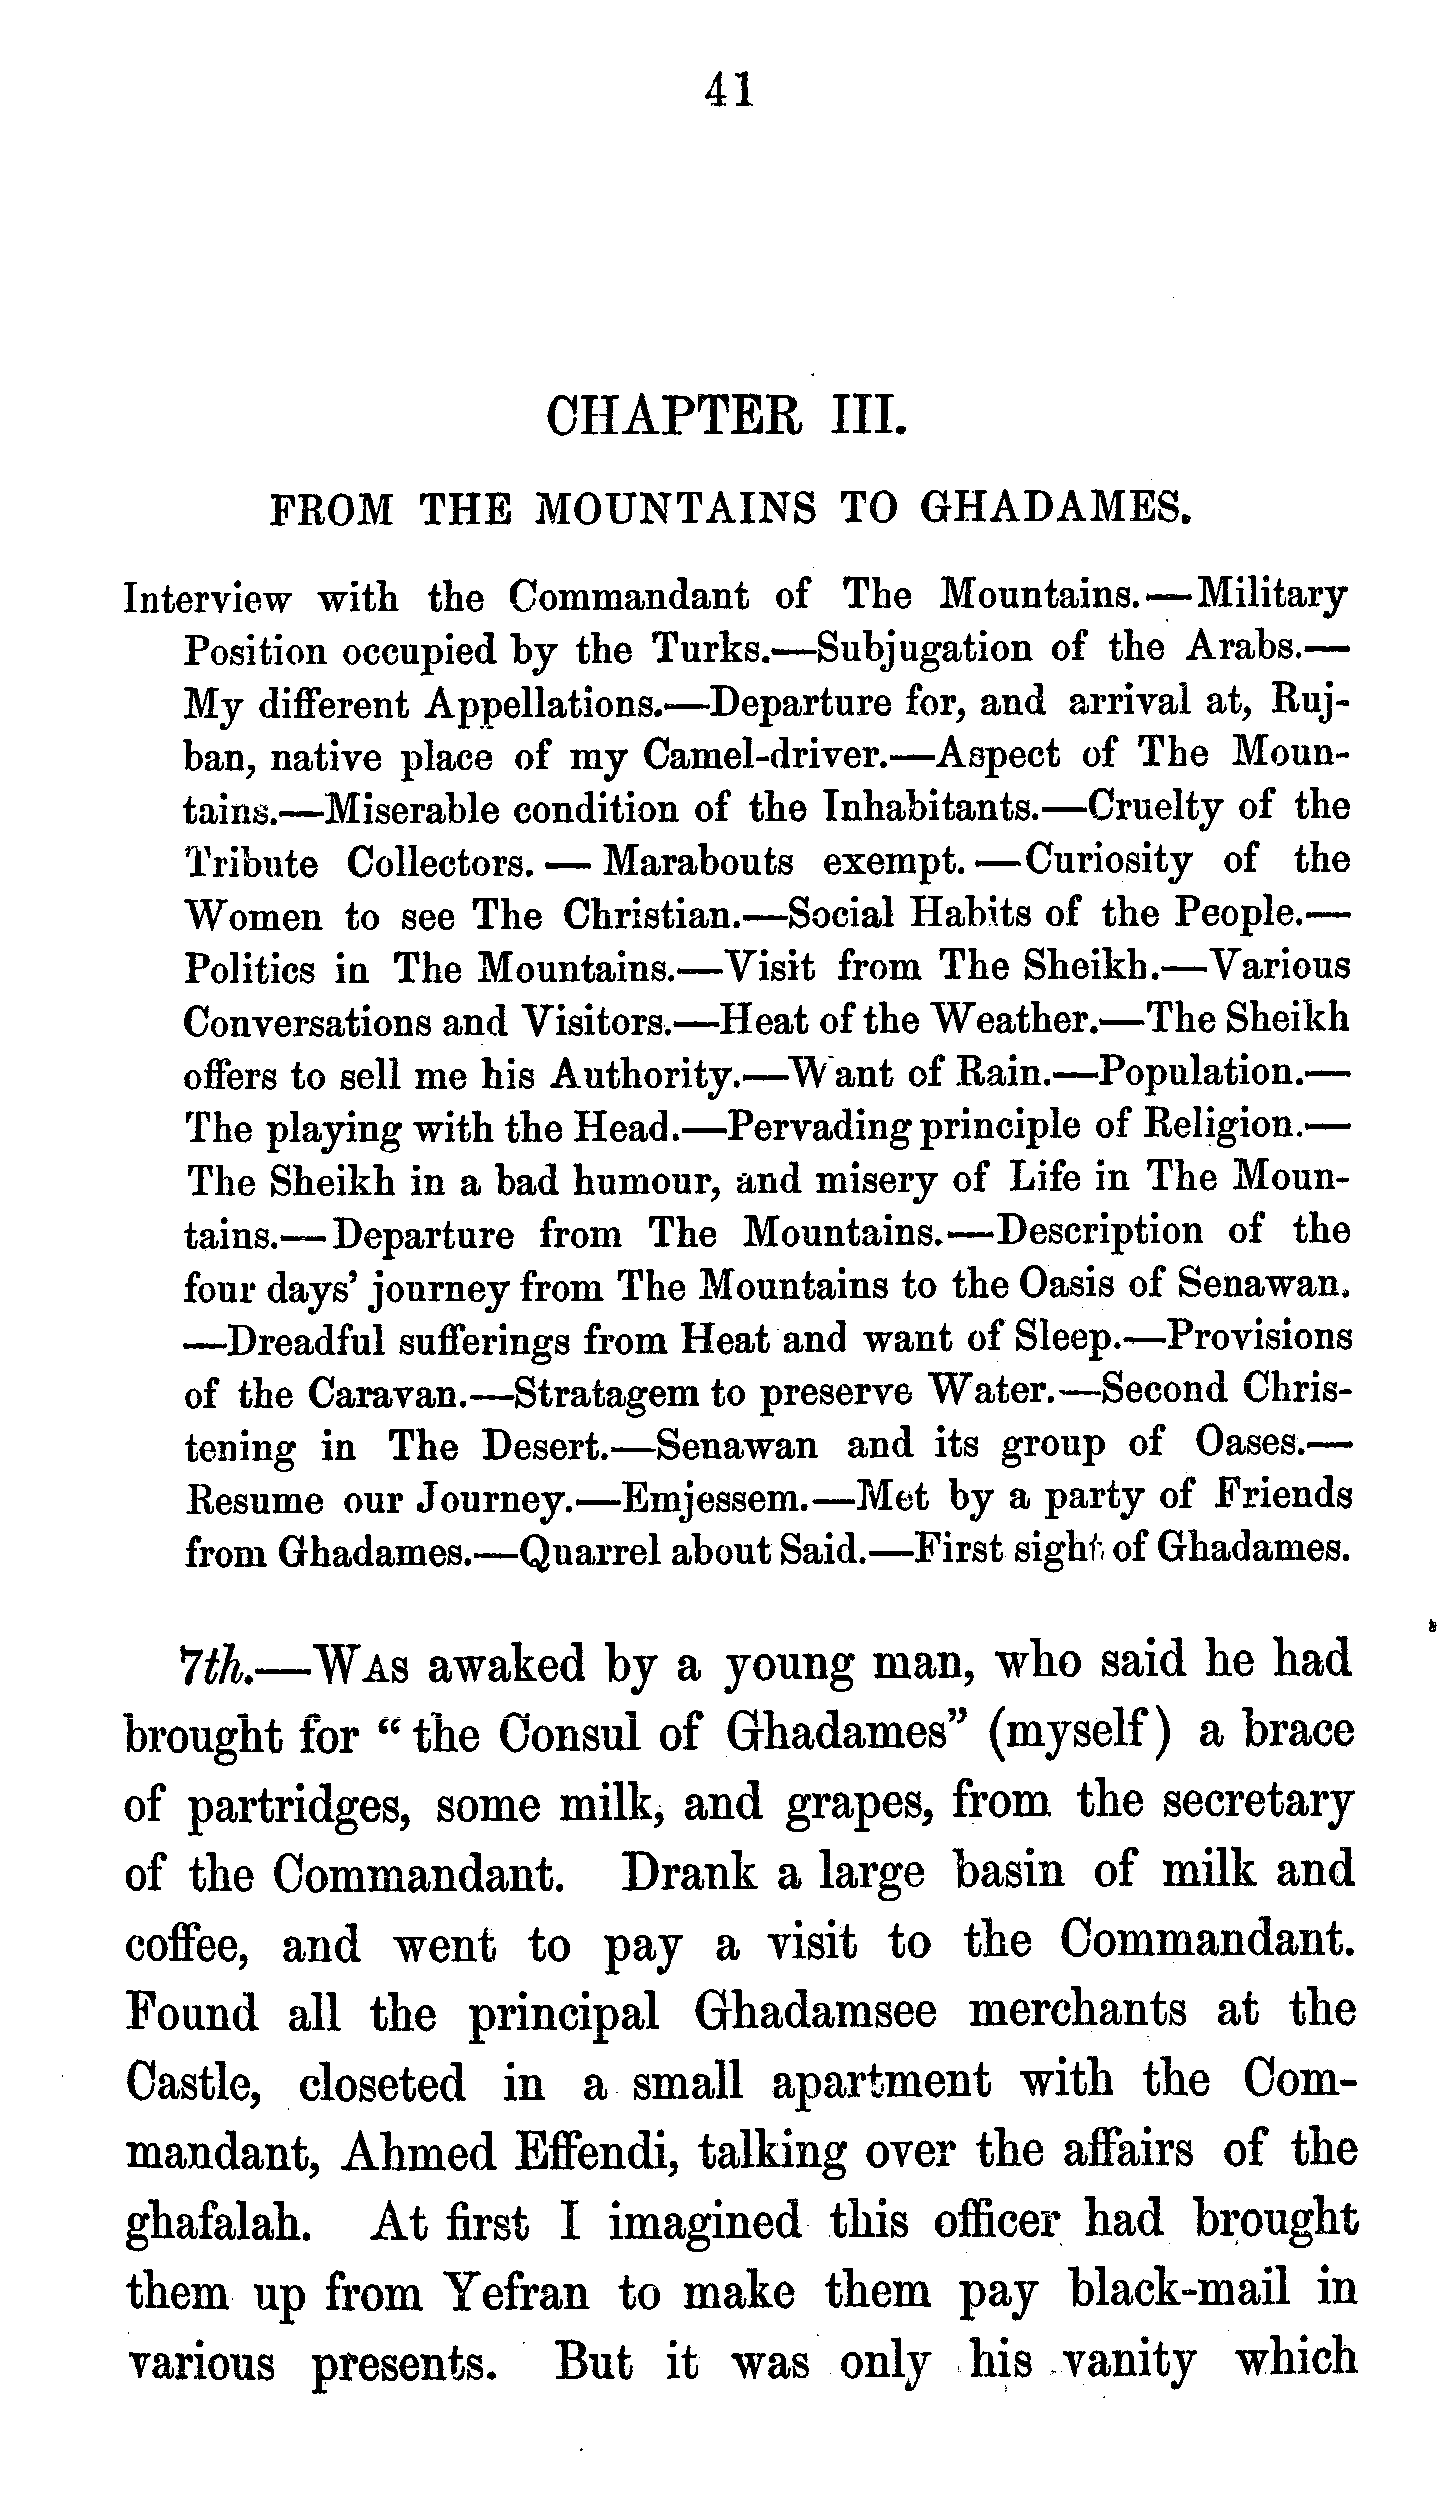 41
CHAPTER III.
FROM THE MOUNTAINS TO GHADAMES.
Interview with the Commandant of The Mountains.—Military
Position occupied by the Turks.—Subjugation of the Arabs.—
My different Appellations.—Departure for, and arrival at, Ruj-
ban, native place of my Camel-driver.—Aspect of The Moun-
tains.—Miserable condition of the Inhabitants.—Cruelty of the
Tribute Collectors.—Marabouts exempt.—Curiosity of the
Women to see The Christian.—Social Habits of the People.—
Politics in The Mountains.—Visit from The Sheikh.—Various
Conversations and Visitors.—Heat of the Weather.—The Sheikh
offers to sell me his Authority.—Want of Rain.—Population.—
The playing with the Head.—Pervading principle of Religion.—
The Sheikh in a bad humour, and misery of Life in The Moun-
tains.—Departure from The Mountains.—Description of the
four days' journey from The Mountains to the Oasis of Senawan.
—Dreadful sufferings from Heat and want of Sleep.—Provisions
of the Caravan.—Stratagem to preserve Water.—Second Chris-
tening in The Desert.—Senawan and its group of Oases.—
Resume our Journey.—Emjessem.—Met by a party of Friends
from Ghadames.—Quarrel about Said.—First sight of Ghadames.
7th.—WAS awaked by a young man, who said he had
brought for "the Consul of Ghadames" (myself) a brace
of partridges, some milk, and grapes, from the secretary
of the Commandant. Drank a large basin of milk and
coffee, and went to pay a visit to the Commandant.
Found all the principal Ghadamsee merchants at the
Castle, closeted in a small apartment with the Com-
mandant, Ahmed Effendi, talking over the affairs of the
ghafalah. At first I imagined this officer had brought
them up from Yefran to make them pay black-mail in
various presents. But it was only his vanity which